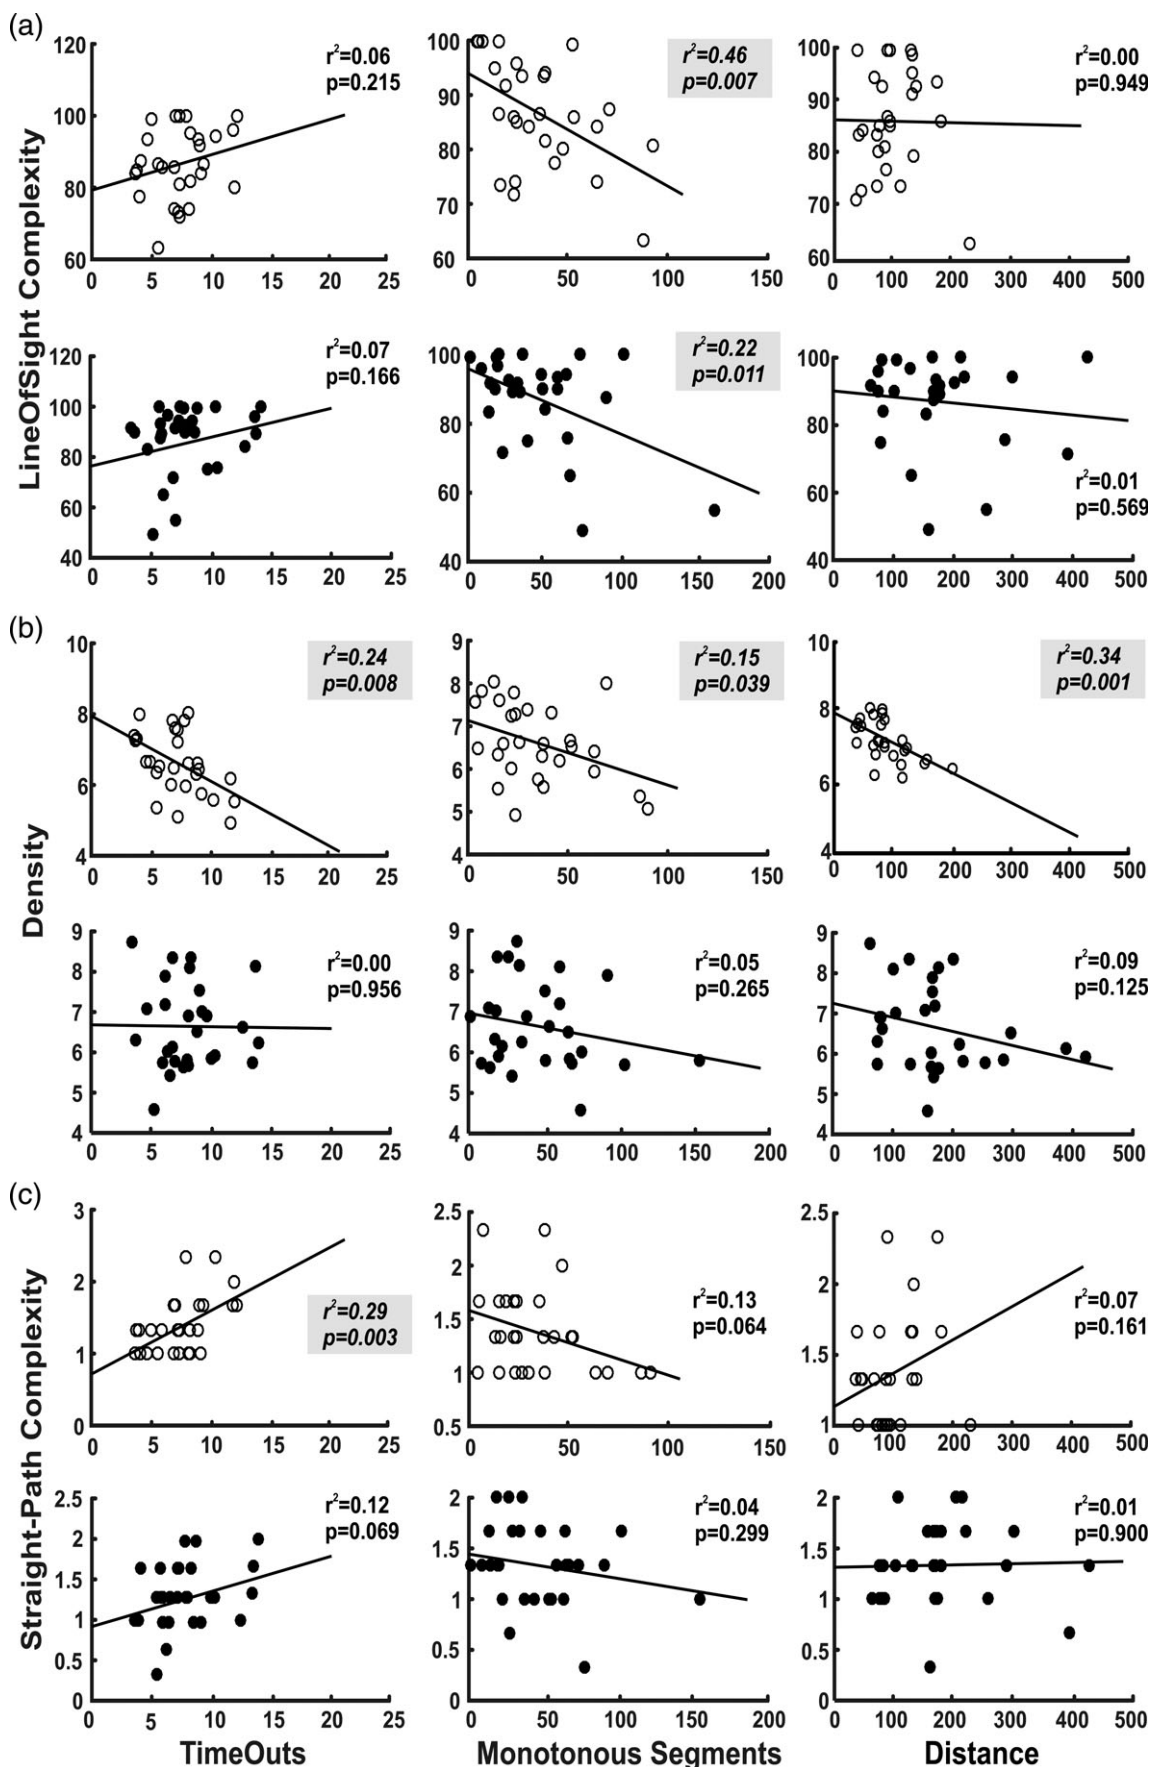 (a)
LineOfSight Complexity
120
100
80
60
0 5 10 15 20 25
r²=0.06
p=0.215
100
90
80
70
60
0 50 100 150
r²=0.46
p=0.007
100
90
80
70
60
0 100 200 300 400 500
r²=0.00
p=0.949
120
100
80
60
40
0 5 10 15 20 25
r²=0.07
p=0.166
100
80
60
40
0 50 100 150 200
r²=0.22
p=0.011
100
80
60
40
0 100 200 300 400 500
r²=0.01
p=0.569
(b)
Density
10
8
6
4
0 5 10 15 20 25
r²=0.24
p=0.008
9
8
7
6
5
4
0 50 100 150
r²=0.15
p=0.039
10
8
6
4
0 100 200 300 400 500
r²=0.34
p=0.001
9
8
7
6
5
4
0 5 10 15 20 25
r²=0.00
p=0.956
9
8
7
6
5
4
0 50 100 150 200
r²=0.05
p=0.265
9
8
7
6
5
4
0 100 200 300 400 500
r²=0.09
p=0.125
(c)
Straight-Path Complexity
3
2
1
0
0 5 10 15 20 25
r²=0.29
p=0.003
2.5
2
1.5
1
0.5
0 50 100 150
r²=0.13
p=0.064
2.5
2
1.5
1
0 100 200 300 400 500
r²=0.07
p=0.161
2.5
2
1.5
1
0.5
0
0 5 10 15 20 25
r²=0.12
p=0.069
2
1.5
1
0.5
0
0 50 100 150 200
r²=0.04
p=0.299
2
1.5
1
0.5
0
0 100 200 300 400 500
r²=0.01
p=0.900
TimeOuts
Monotonous Segments
Distance